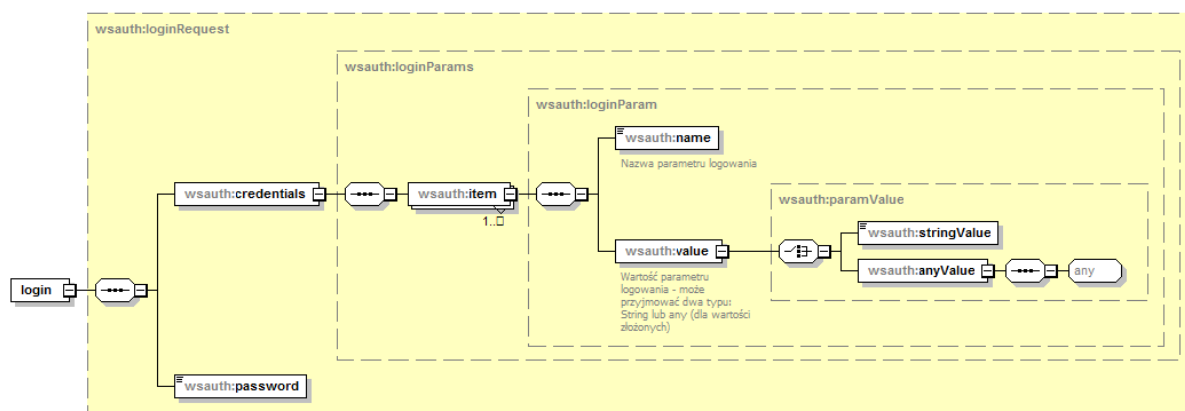 wsauth:loginRequest
wsauth:loginParams
wsauth:loginParam
wsauth:name
Nazwa parametru logowania
wsauth:credentials
wsauth:item
1..□
wsauth:paramValue
wsauth:stringValue
wsauth:value
wsauth:anyValue
any
Wartość parametru
logowania - może
przyjmować dwa typu:
String lub any (dla wartości
złożonych)
login
wsauth:password